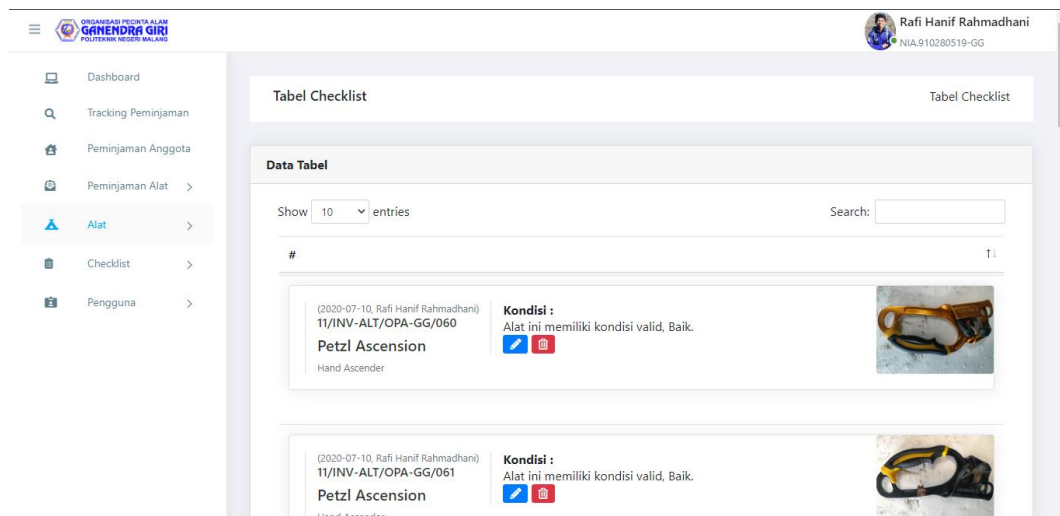 ORGANISASI PECINTA ALAM
GANENDRA GIRI
POLITEKNIK NEGERI MALANG
Rafi Hanif Rahmadhani
NIA.910280519-GG
Dashboard
Tracking Peminjaman
Peminjaman Anggota
Peminjaman Alat
Alat
Checklist
Pengguna
Tabel Checklist
Tabel Checklist
Data Tabel
Show 10 entries
Search:
#
(2020-07-10, Rafi Hanif Rahmadhani)
11/INV-ALT/OPA-GG/060
Petzl Ascension
Hand Ascender
Kondisi :
Alat ini memiliki kondisi valid, Baik.
(2020-07-10, Rafi Hanif Rahmadhani)
11/INV-ALT/OPA-GG/061
Petzl Ascension
Hand Ascender
Kondisi :
Alat ini memiliki kondisi valid, Baik.